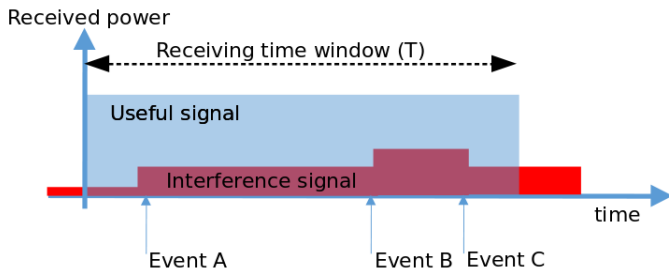 Received power
Receiving time window (T)
Useful signal
Interference signal
time
Event A
Event B
Event C